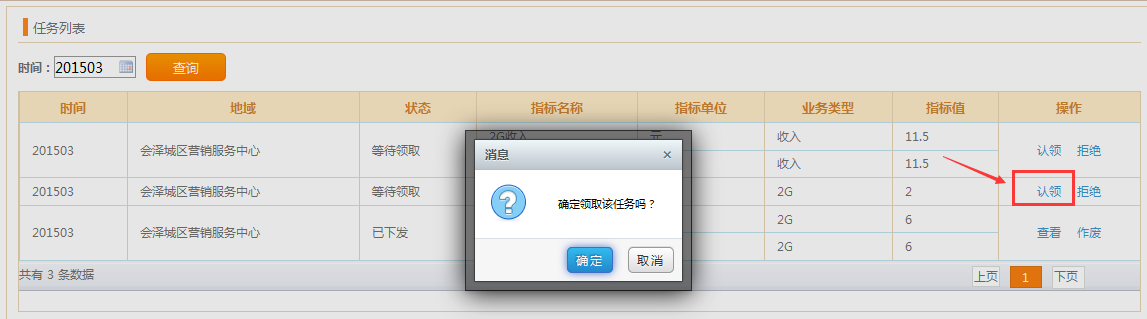 任务列表
时间： 201503 查询
时间 地域 状态 指标名称 指标单位 业务类型 指标值 操作
201503 会泽城区营销服务中心 等待领取 2G收入 元 收入 11.5 认领 拒绝
收入 11.5
201503 会泽城区营销服务中心 等待领取 2G 2 认领 拒绝
201503 会泽城区营销服务中心 已下发 2G 6 查看 作废
2G 6
消息 ×
确定领取该任务吗？
确定 取消
共有 3 条数据 上页 1 下页